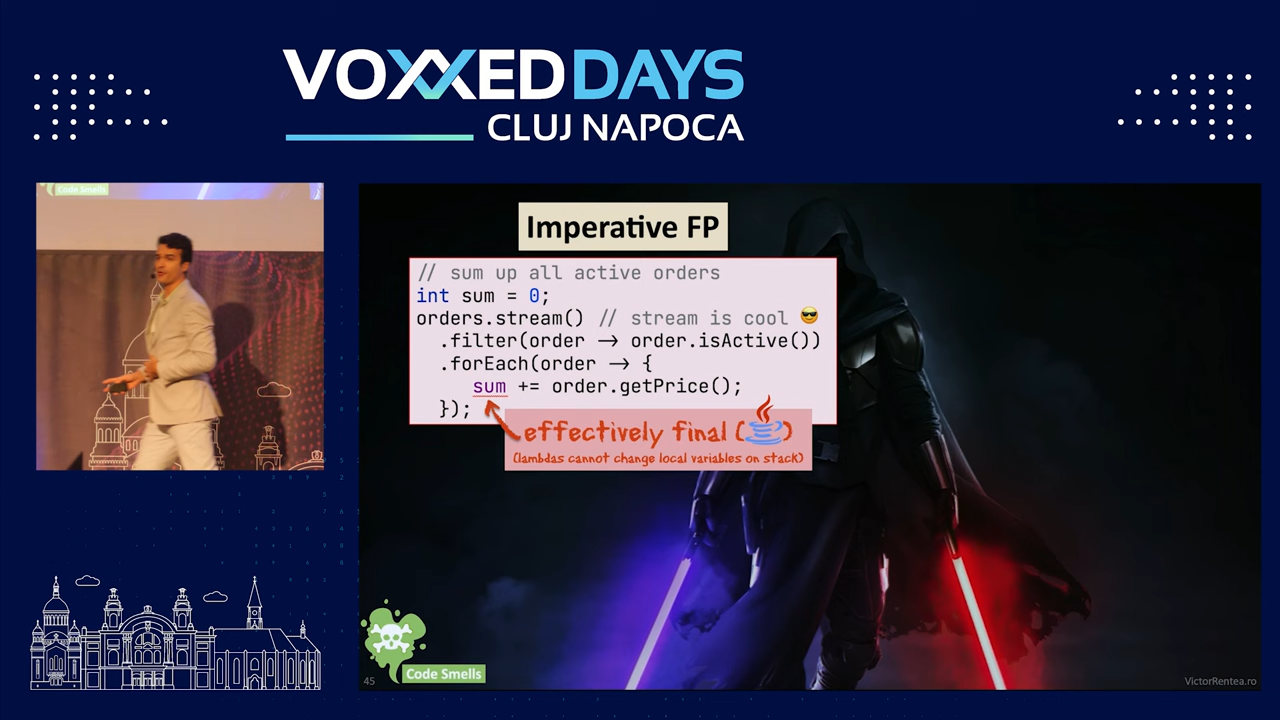 VOXXED DAYS
CLUJ NAPOCA
Code Smells
Imperative FP
// sum up all active orders
int sum = 0;
orders.stream() // stream is cool 😎
.filter(order → order.isActive())
.forEach(order → {
sum += order.getPrice();
});
effectively final ( )
(lambdas cannot change local variables on stack)
Code Smells
45
VictorRentea.ro